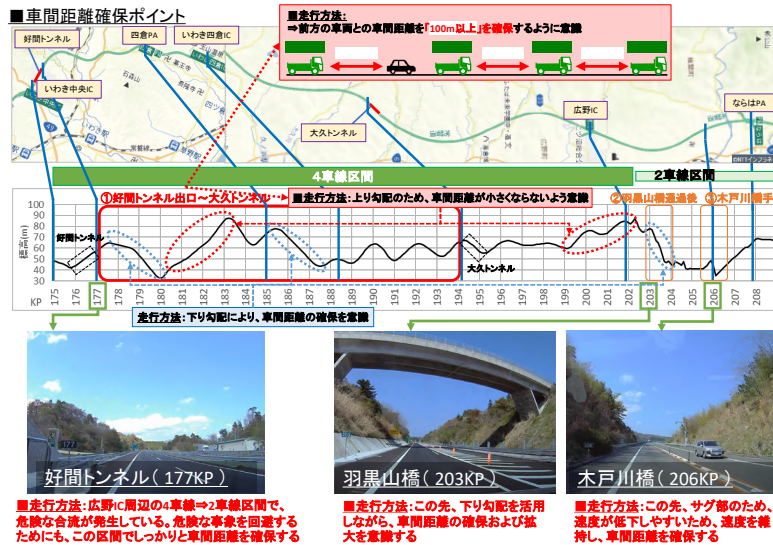 ■車間距離確保ポイント
■走行方法：
⇒前方の車両との車間距離を「100m以上」を確保するように意識
好間トンネル
四倉PA
いわき四倉IC
いわき中央IC
大久トンネル
広野IC
ならはPA
©NTTインフラネ
4車線区間
2車線区間
①好間トンネル出口～大久トンネル
■走行方法：上り勾配のため、車間距離が小さくならないよう意識
②羽黒山橋通過後
③木戸川橋手
標高(m)
100
90
80
70
60
50
40
30
好間トンネル
大久トンネル
KP
175 176 177 178 179 180 181 182 183 184 185 186 187 188 189 190 191 192 193 194 195 196 197 198 199 200 201 202 203 204 205 206 207 208
走行方法：下り勾配により、車間距離の確保を意識
177
好間トンネル（177KP）
羽黒山橋（203KP）
木戸川橋（206KP）
■走行方法：広野IC周辺の4車線⇒2車線区間で、
危険な合流が発生している。危険な事象を回避する
ためにも、この区間でしっかりと車間距離を確保する
■走行方法：この先、下り勾配を活用
しながら、車間距離の確保および拡
大を意識する
■走行方法：この先、サグ部のため、
速度が低下しやすいため、速度を維
持し、車間距離を確保する